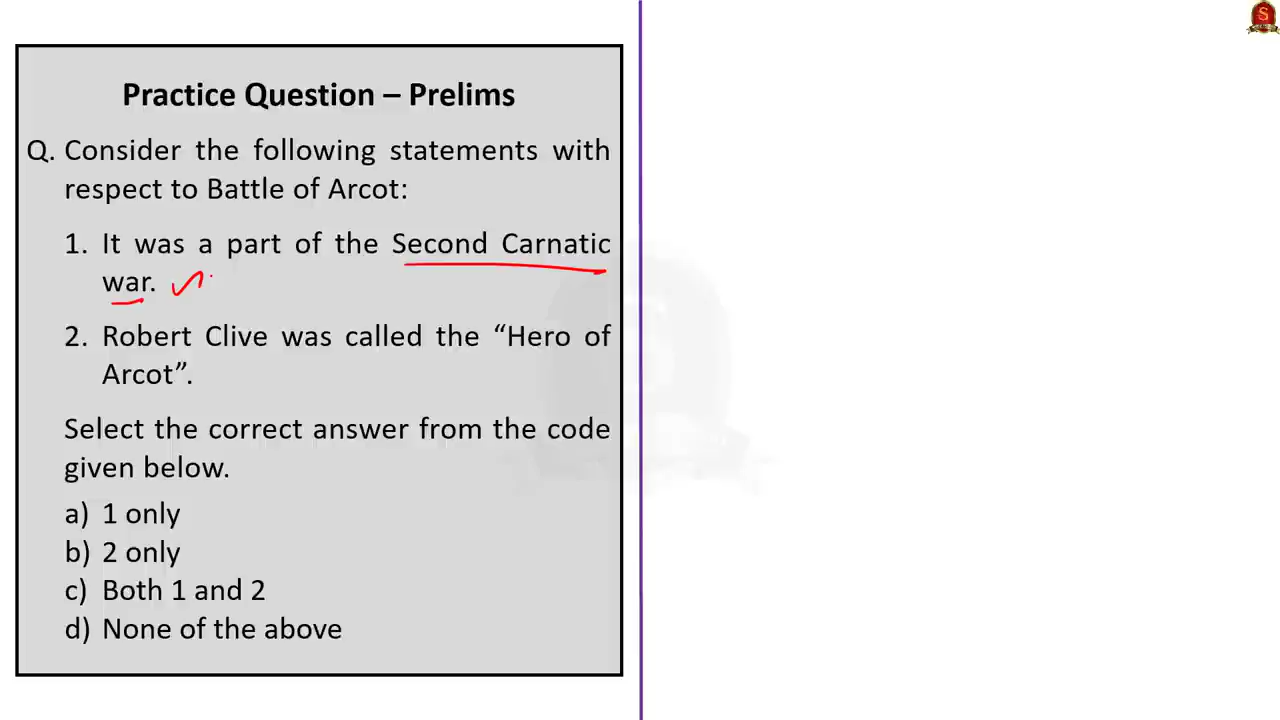 Practice Question – Prelims
Q. Consider the following statements with
respect to Battle of Arcot:
1. It was a part of the Second Carnatic
war.
2. Robert Clive was called the “Hero of
Arcot”.
Select the correct answer from the code
given below.
a) 1 only
b) 2 only
c) Both 1 and 2
d) None of the above